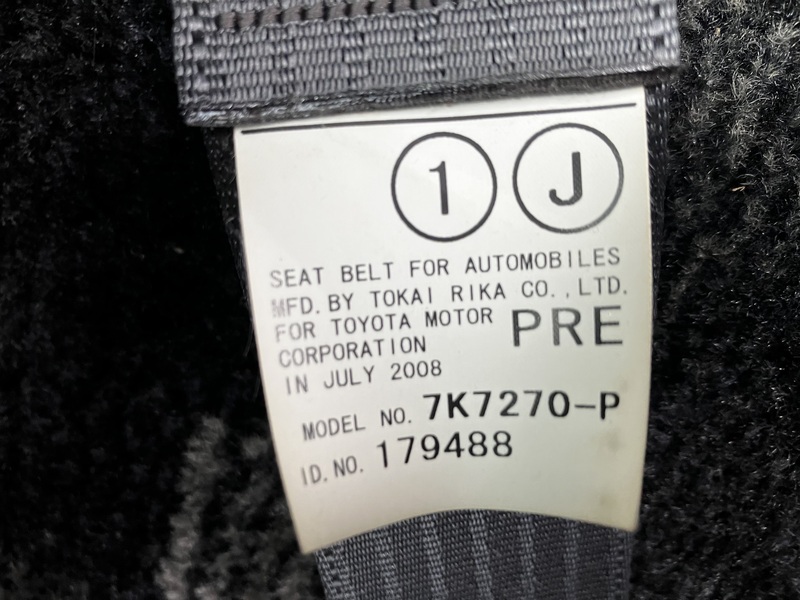 1 J
SEAT BELT FOR AUTOMOBILES
MFD. BY TOKAI RIKA CO., LTD.
FOR TOYOTA MOTOR
CORPORATION
PRE
IN JULY 2008
MODEL NO. 7K7270-P
ID. NO. 179488